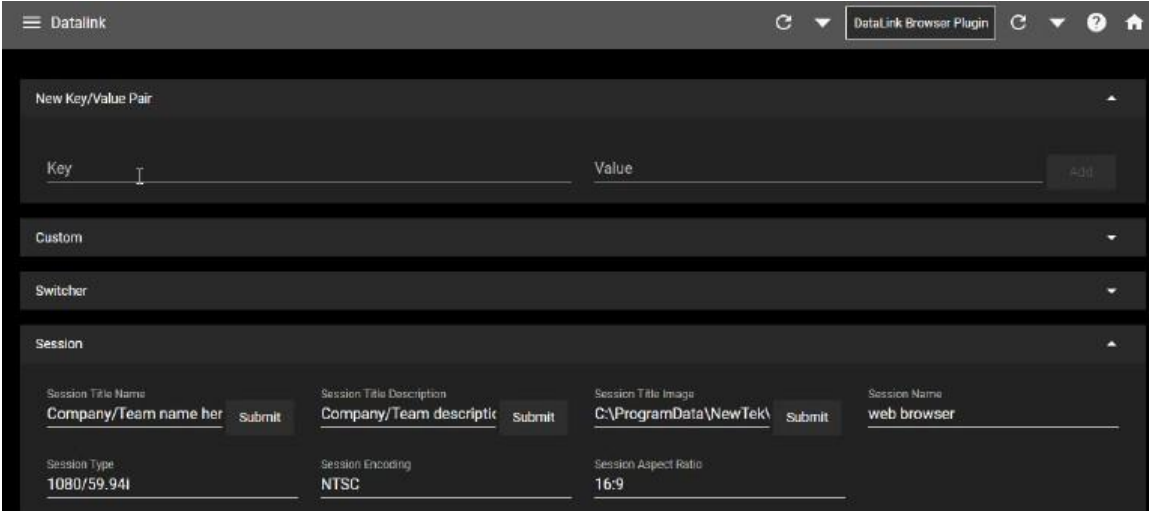 Datalink DataLink Browser Plugin
New Key/Value Pair
Key Value Add
Custom
Switcher
Session
Session Title Name Session Title Description Session Title Image Session Name
Company/Team name her Submit Company/Team descriptic Submit C:\ProgramData\NewTek\ Submit web browser
Session Type Session Encoding Session Aspect Ratio
1080/59.94i NTSC 16:9